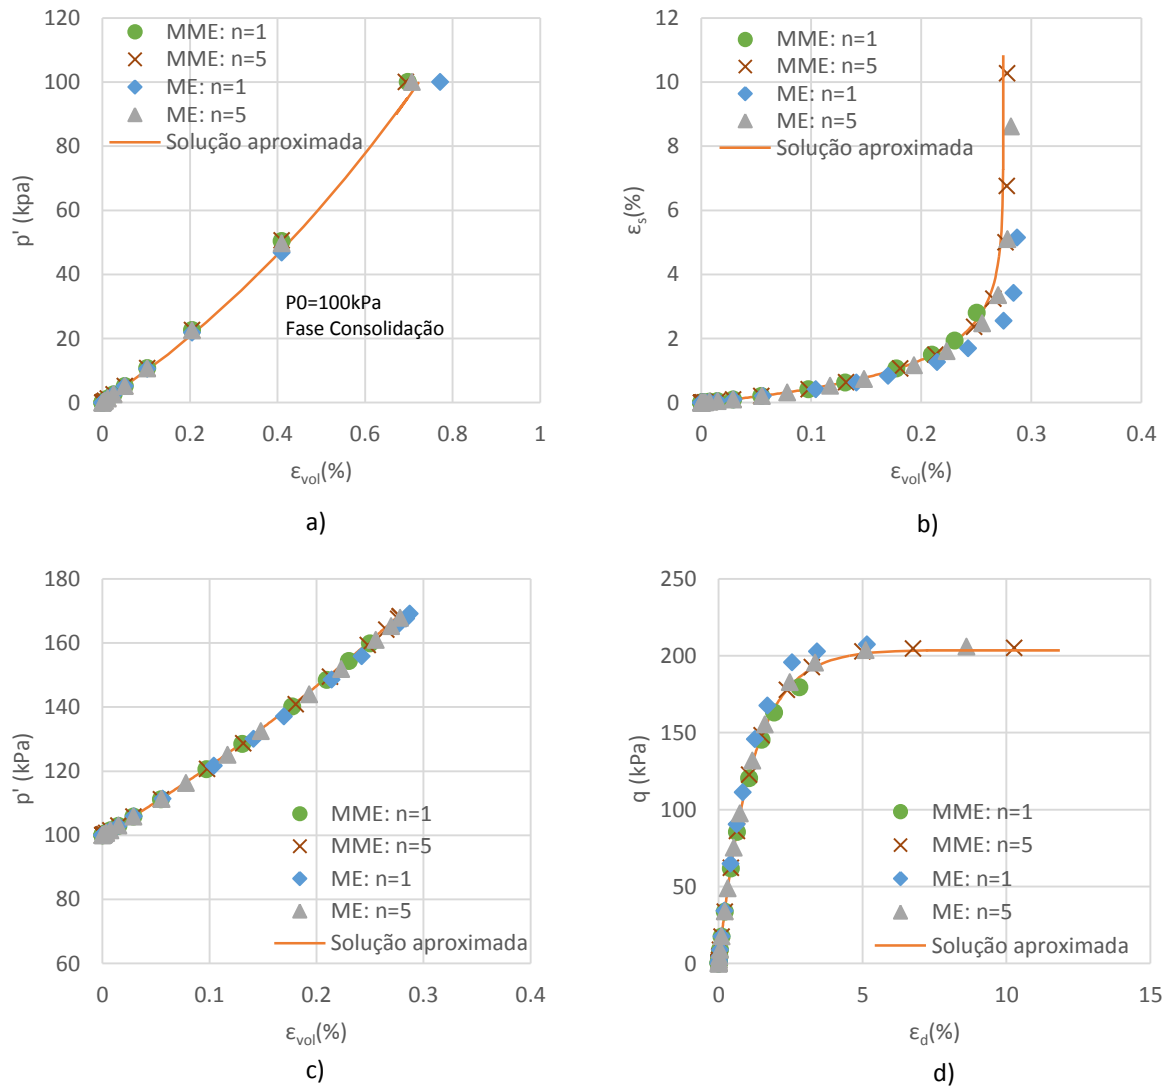 120
100
80
60
40
20
0
p' (kpa)
MME: n=1
MME: n=5
ME: n=1
ME: n=5
Solução aproximada
P0=100kPa
Fase Consolidação
0 0.2 0.4 0.6 0.8 1
εvol(%)
a)
12
10
8
6
4
2
0
εs(%)
MME: n=1
MME: n=5
ME: n=1
ME: n=5
Solução aproximada
0 0.1 0.2 0.3 0.4
εvol(%)
b)
180
160
140
120
100
80
60
p' (kPa)
MME: n=1
MME: n=5
ME: n=1
ME: n=5
Solução aproximada
0 0.1 0.2 0.3 0.4
εvol(%)
c)
250
200
150
100
50
0
q (kPa)
MME: n=1
MME: n=5
ME: n=1
ME: n=5
Solução aproximada
0 5 10 15
εd(%)
d)